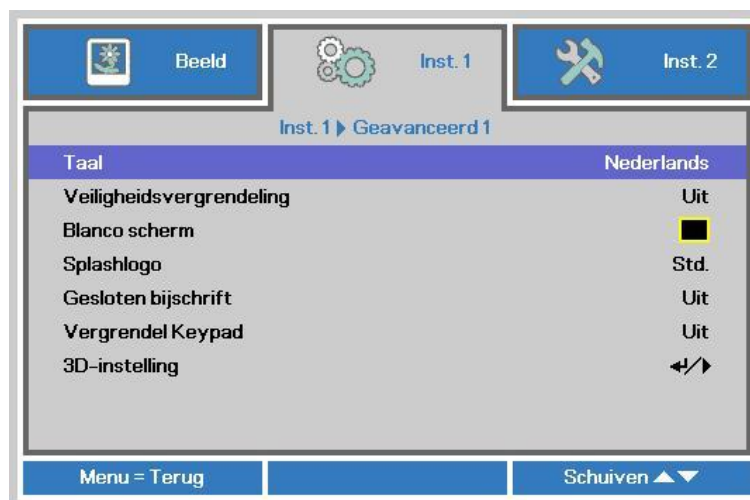 Beeld
Inst. 1
Inst. 2
Inst. 1 ▶ Geavanceerd 1
Taal Nederlands
Veiligheidsvergrendeling Uit
Blanco scherm
Splashlogo Std.
Gesloten bijschrift Uit
Vergrendel Keypad Uit
3D-instelling ↵/▶
Menu = Terug
Schuiven ▲▼